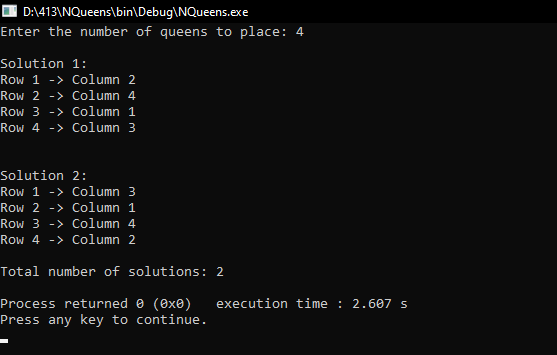 D:\413\NQueens\bin\Debug\NQueens.exe
Enter the number of queens to place: 4
Solution 1:
Row 1 -> Column 2
Row 2 -> Column 4
Row 3 -> Column 1
Row 4 -> Column 3
Solution 2:
Row 1 -> Column 3
Row 2 -> Column 1
Row 3 -> Column 4
Row 4 -> Column 2
Total number of solutions: 2
Process returned 0 (0x0)   execution time : 2.607 s
Press any key to continue.